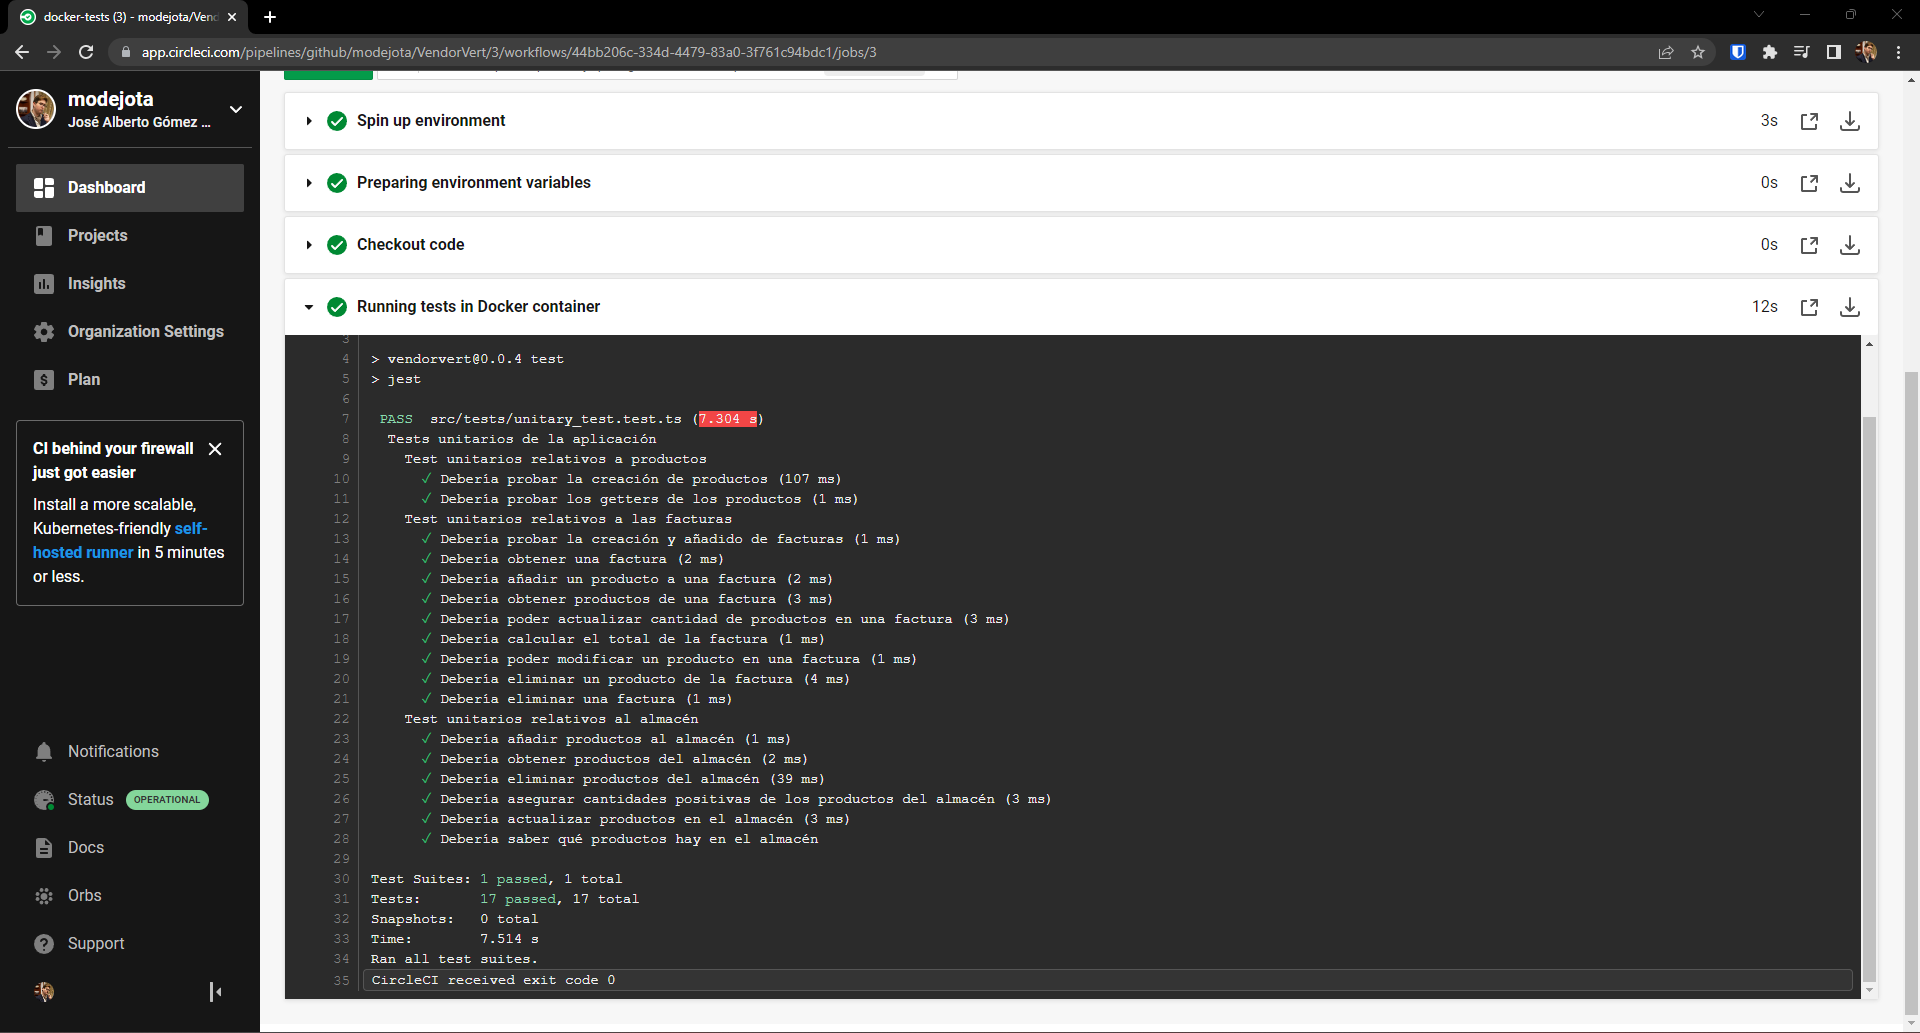 docker-tests (3) - modejota/Vend
app.circleci.com/pipelines/github/modejota/VendorVert/3/workflows/44bb206c-334d-4479-83a0-3f761c94bdc1/jobs/3
modejota
José Alberto Gómez ...
Dashboard
Projects
Insights
Organization Settings
Plan
CI behind your firewall
just got easier
Install a more scalable,
Kubernetes-friendly self-
hosted runner in 5 minutes
or less.
Notifications
Status OPERATIONAL
Docs
Orbs
Support
Spin up environment 3s
Preparing environment variables 0s
Checkout code 0s
Running tests in Docker container 12s
3
4 > vendorvert@0.0.4 test
5 > jest
6
7 PASS src/tests/unitary_test.test.ts (7.304 s)
8 Tests unitarios de la aplicación
9 Test unitarios relativos a productos
10 ✓ Debería probar la creación de productos (107 ms)
11 ✓ Debería probar los getters de los productos (1 ms)
12 Test unitarios relativos a las facturas
13 ✓ Debería probar la creación y añadido de facturas (1 ms)
14 ✓ Debería obtener una factura (2 ms)
15 ✓ Debería añadir un producto a una factura (2 ms)
16 ✓ Debería obtener productos de una factura (3 ms)
17 ✓ Debería poder actualizar cantidad de productos en una factura (3 ms)
18 ✓ Debería calcular el total de la factura (1 ms)
19 ✓ Debería poder modificar un producto en una factura (1 ms)
20 ✓ Debería eliminar un producto de la factura (4 ms)
21 ✓ Debería eliminar una factura (1 ms)
22 Test unitarios relativos al almacén
23 ✓ Debería añadir productos al almacén (1 ms)
24 ✓ Debería obtener productos del almacén (2 ms)
25 ✓ Debería eliminar productos del almacén (39 ms)
26 ✓ Debería asegurar cantidades positivas de los productos del almacén (3 ms)
27 ✓ Debería actualizar productos en el almacén (3 ms)
28 ✓ Debería saber qué productos hay en el almacén
29
30 Test Suites: 1 passed, 1 total
31 Tests: 17 passed, 17 total
32 Snapshots: 0 total
33 Time: 7.514 s
34 Ran all test suites.
35 CircleCI received exit code 0